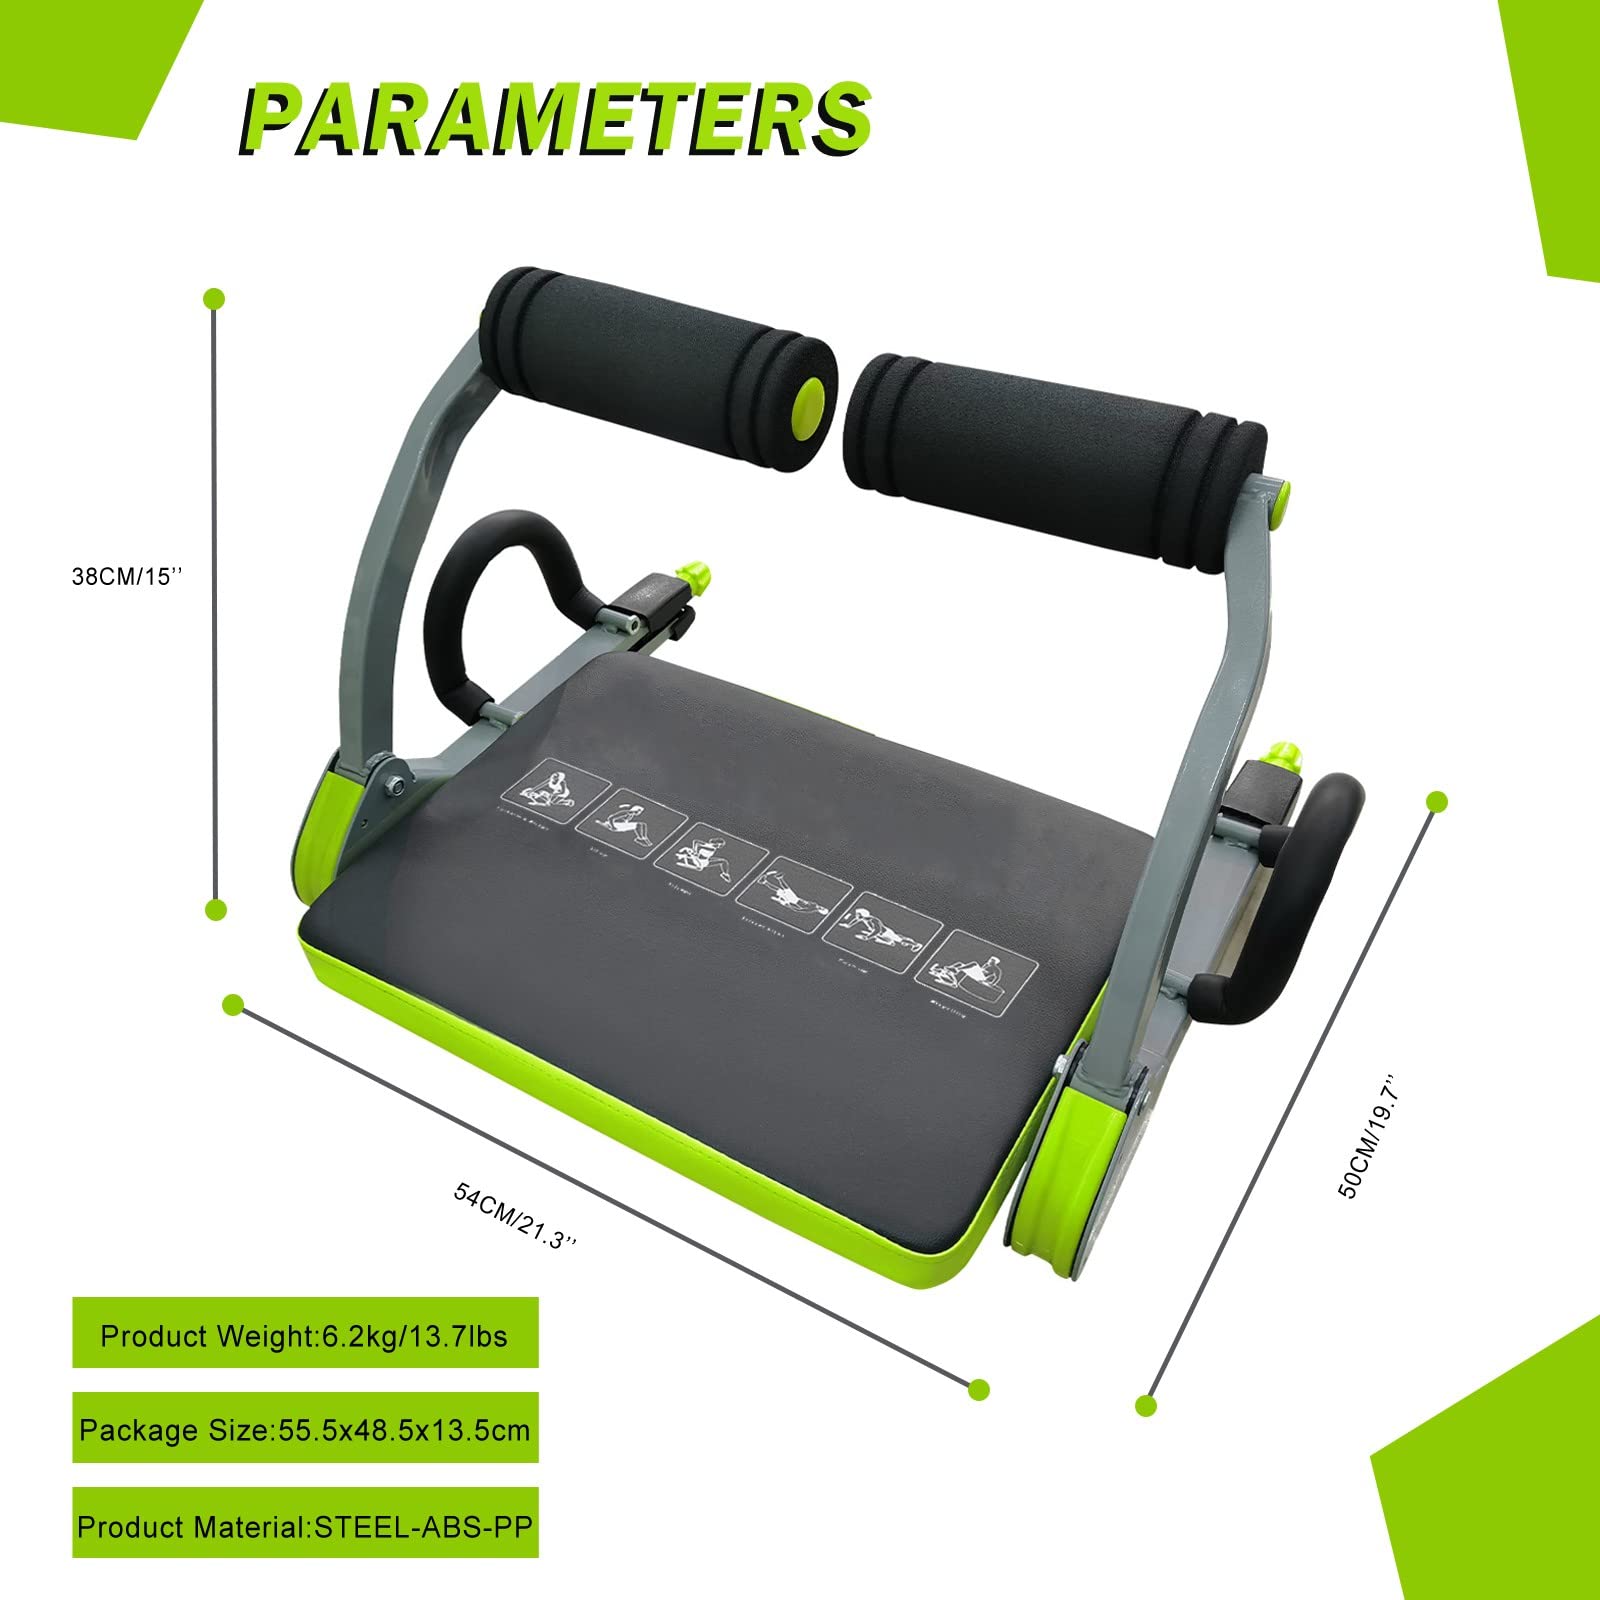 PARAMETERS
38CM/15’’
54CM/21.3’’
50CM/19.7’’
Product Weight:6.2kg/13.7lbs
Package Size:55.5x48.5x13.5cm
Product Material:STEEL-ABS-PP